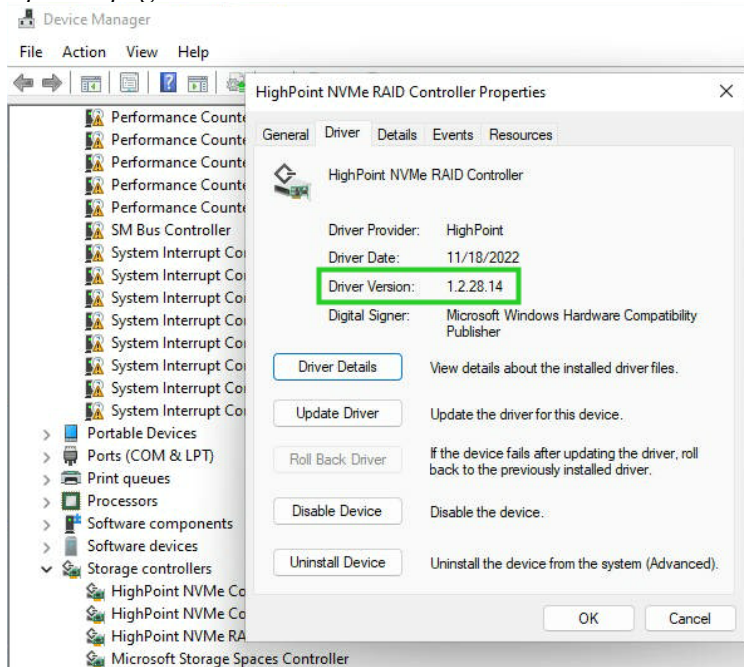 Device Manager
File Action View Help
HighPoint NVMe RAID Controller Properties
General Driver Details Events Resources
HighPoint NVMe RAID Controller
Driver Provider: HighPoint
Driver Date: 11/18/2022
Driver Version: 1.2.28.14
Digital Signer: Microsoft Windows Hardware Compatibility
Publisher
Driver Details View details about the installed driver files.
Update Driver Update the driver for this device.
Roll Back Driver If the device fails after updating the driver, roll
back to the previously installed driver.
Disable Device Disable the device.
Uninstall Device Uninstall the device from the system (Advanced).
OK Cancel
Performance Counte
Performance Counte
Performance Counte
Performance Counte
Performance Counte
SM Bus Controller
System Interrupt Co
System Interrupt Co
System Interrupt Co
System Interrupt Co
System Interrupt Co
System Interrupt Co
System Interrupt Co
System Interrupt Co
Portable Devices
Ports (COM & LPT)
Print queues
Processors
Software components
Software devices
Storage controllers
HighPoint NVMe Co
HighPoint NVMe Co
HighPoint NVMe RA
Microsoft Storage Spaces Controller